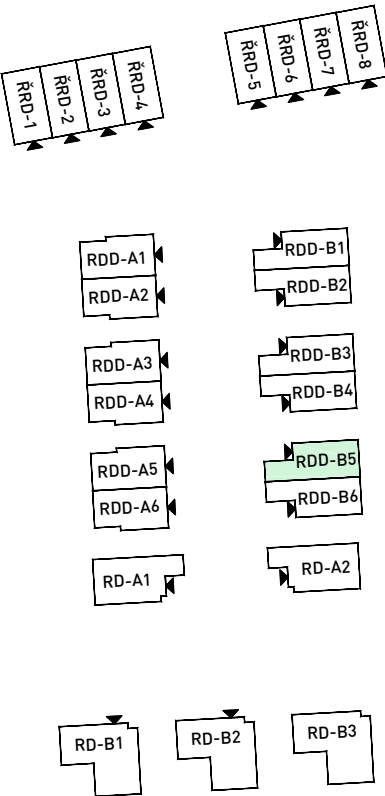 ŘRD-1
ŘRD-2
ŘRD-3
ŘRD-4
ŘRD-5
ŘRD-6
ŘRD-7
ŘRD-8
RDD-A1
RDD-A2
RDD-B1
RDD-B2
RDD-A3
RDD-A4
RDD-B3
RDD-B4
RDD-A5
RDD-A6
RDD-B5
RDD-B6
RD-A1
RD-A2
RD-B1
RD-B2
RD-B3